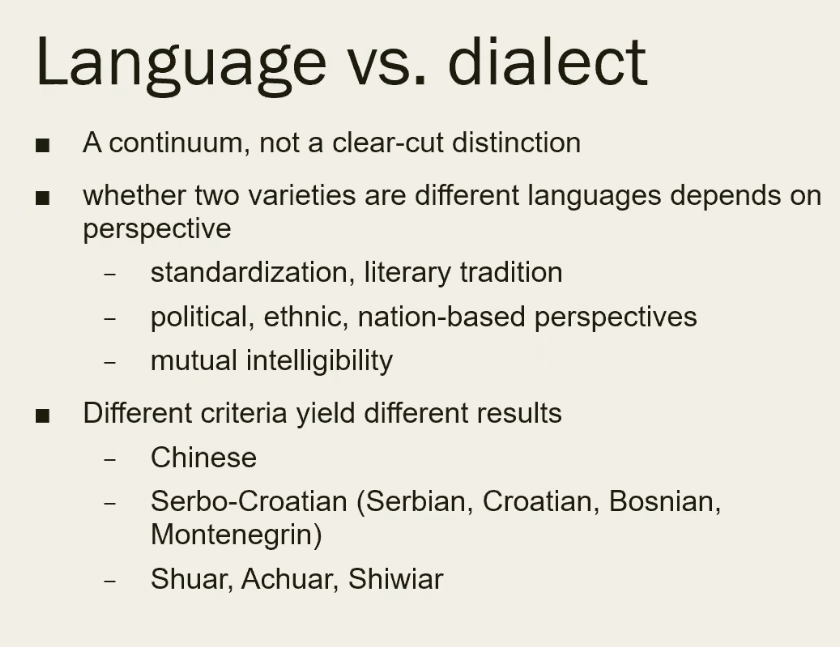 Language vs. dialect
■ A continuum, not a clear-cut distinction
■ whether two varieties are different languages depends on
perspective
– standardization, literary tradition
– political, ethnic, nation-based perspectives
– mutual intelligibility
■ Different criteria yield different results
– Chinese
– Serbo-Croatian (Serbian, Croatian, Bosnian,
Montenegrin)
– Shuar, Achuar, Shiwiar